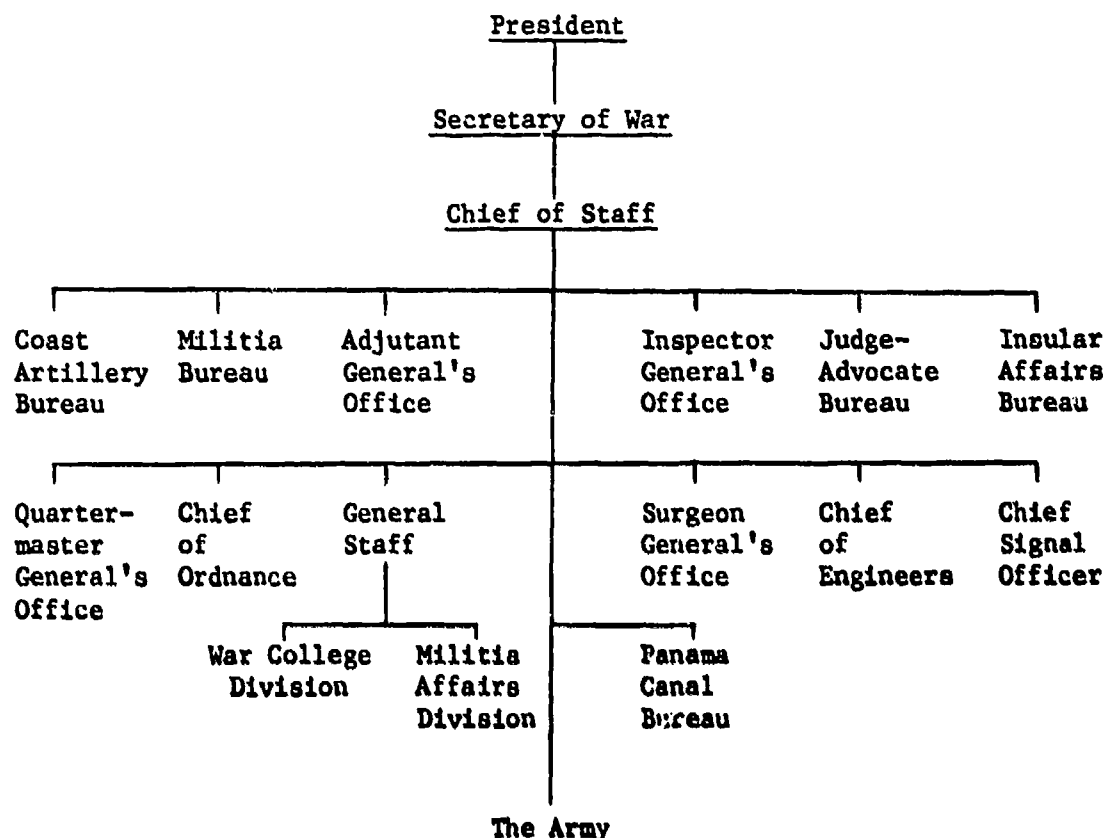 President
Secretary of War
Chief of Staff
Coast
Artillery
Bureau
Militia
Bureau
Adjutant
General's
Office
Inspector
General's
Office
Judge-
Advocate
Bureau
Insular
Affairs
Bureau
Quarter-
master
General's
Office
Chief
of
Ordnance
General
Staff
Surgeon
General's
Office
Chief
of
Engineers
Chief
Signal
Officer
War College
Division
Militia
Affairs
Division
Panama
Canal
Bureau
The Army